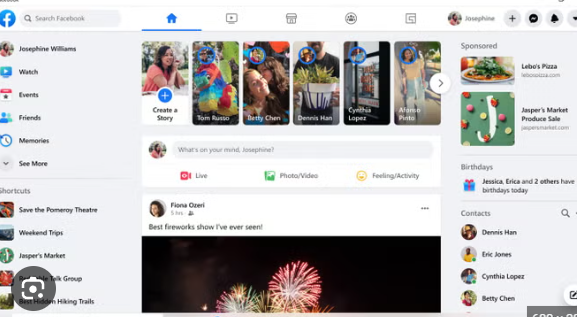 Search Facebook
Josephine
Josephine Williams
Watch
Events
Friends
Memories
See More
Shortcuts
Save the Pomeroy Theatre
Weekend Trips
Jasper's Market
Talk Group
Hidden Hiking Trails
Create a
Story
Tom Russo
Betty Chen
Dennis Han
Cynthia
Lopez
Afonso
Pinto
What's on your mind, Josephine?
Live
Photo/Video
Feeling/Activity
Fiona Ozeri
5 hrs ·
Best fireworks show I've ever seen!
Sponsored
Lebo's Pizza
lebospizza.com
Jasper's Market
Produce Sale
jaspersmarket.com
Birthdays
Jessica, Erica and 2 others have
birthdays today
Contacts
Dennis Han
Eric Jones
Cynthia Lopez
Betty Chen